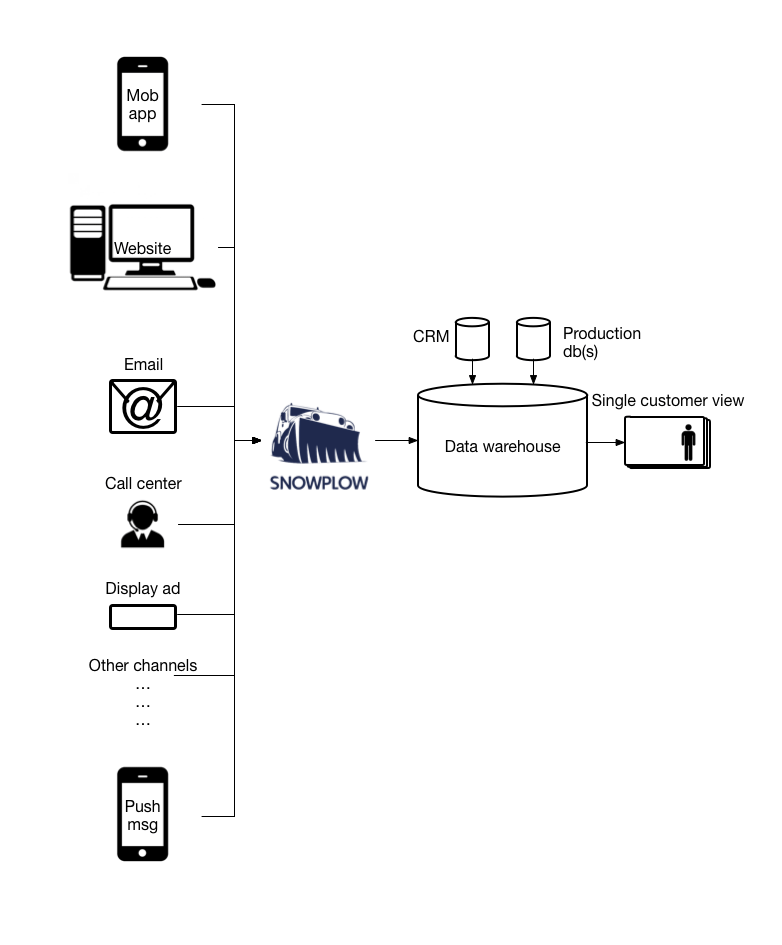 Mob
app
Website
Email
@
Call center
Display ad
Other channels
...
...
...
Push
msg
SNOWPLOW
CRM
Production
db(s)
Data warehouse
Single customer view